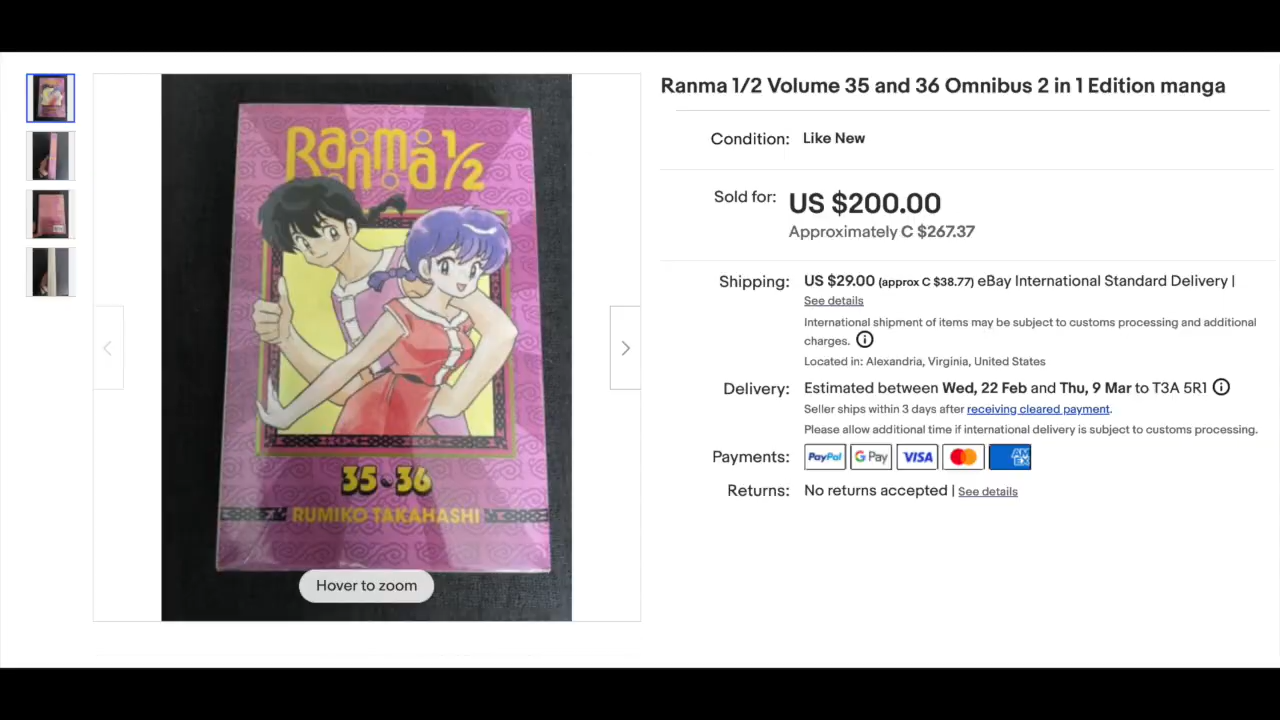 Ranma 1/2 Volume 35 and 36 Omnibus 2 in 1 Edition manga
Condition: Like New
Sold for: US $200.00
Approximately C $267.37
Shipping: US $29.00 (approx C $38.77) eBay International Standard Delivery |
See details
International shipment of items may be subject to customs processing and additional
charges.
Located in: Alexandria, Virginia, United States
Delivery: Estimated between Wed, 22 Feb and Thu, 9 Mar to T3A 5R1
Seller ships within 3 days after receiving cleared payment.
Please allow additional time if international delivery is subject to customs processing.
Payments: PayPal G Pay VISA AM EX
Returns: No returns accepted | See details
Ranma ½
35 • 36
RUMIKO TAKAHASHI
Hover to zoom